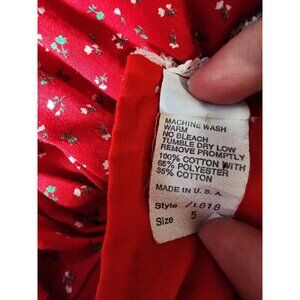 MACHINE WASH
WARM
NO BLEACH
TUMBLE DRY LOW
REMOVE PROMPTLY
100% COTTON WITH
65% POLYESTER
35% COTTON
MADE IN U.S.A.
Style /L818
Size 5